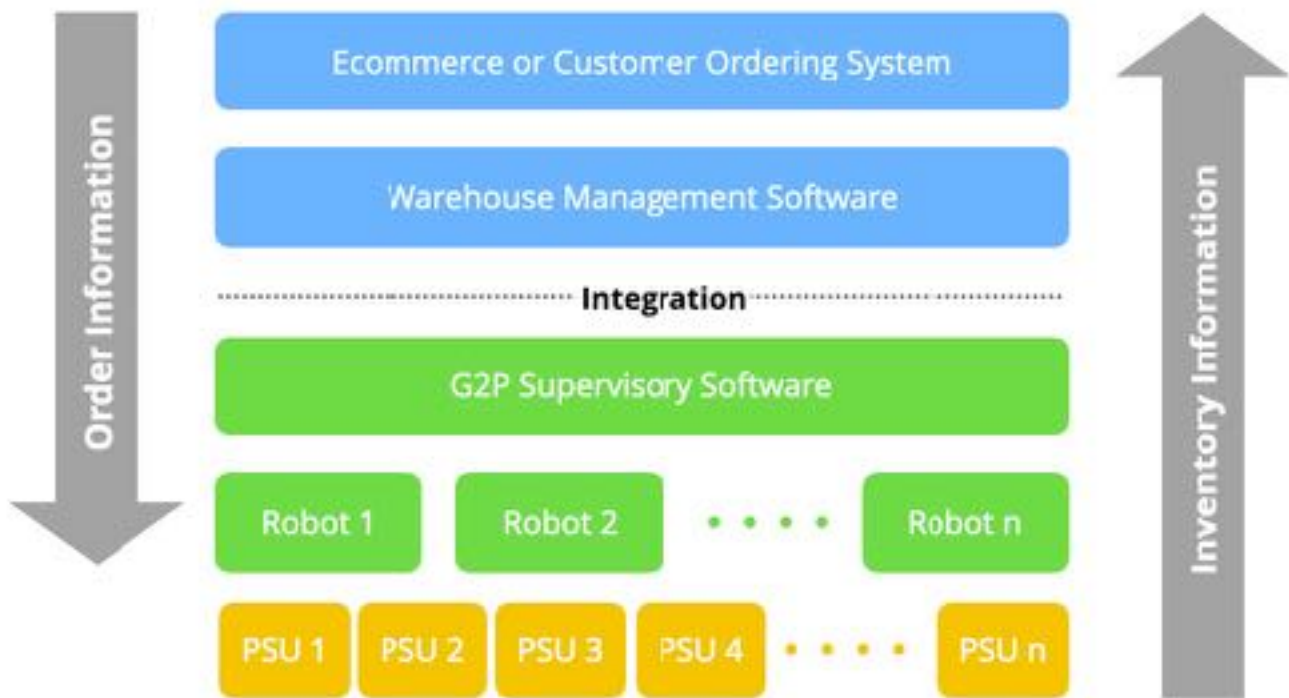 Ecommerce or Customer Ordering System
Warehouse Management Software
Integration
G2P Supervisory Software
Robot 1
Robot 2
Robot n
PSU 1
PSU 2
PSU 3
PSU 4
PSU n
Order Information
Inventory Information